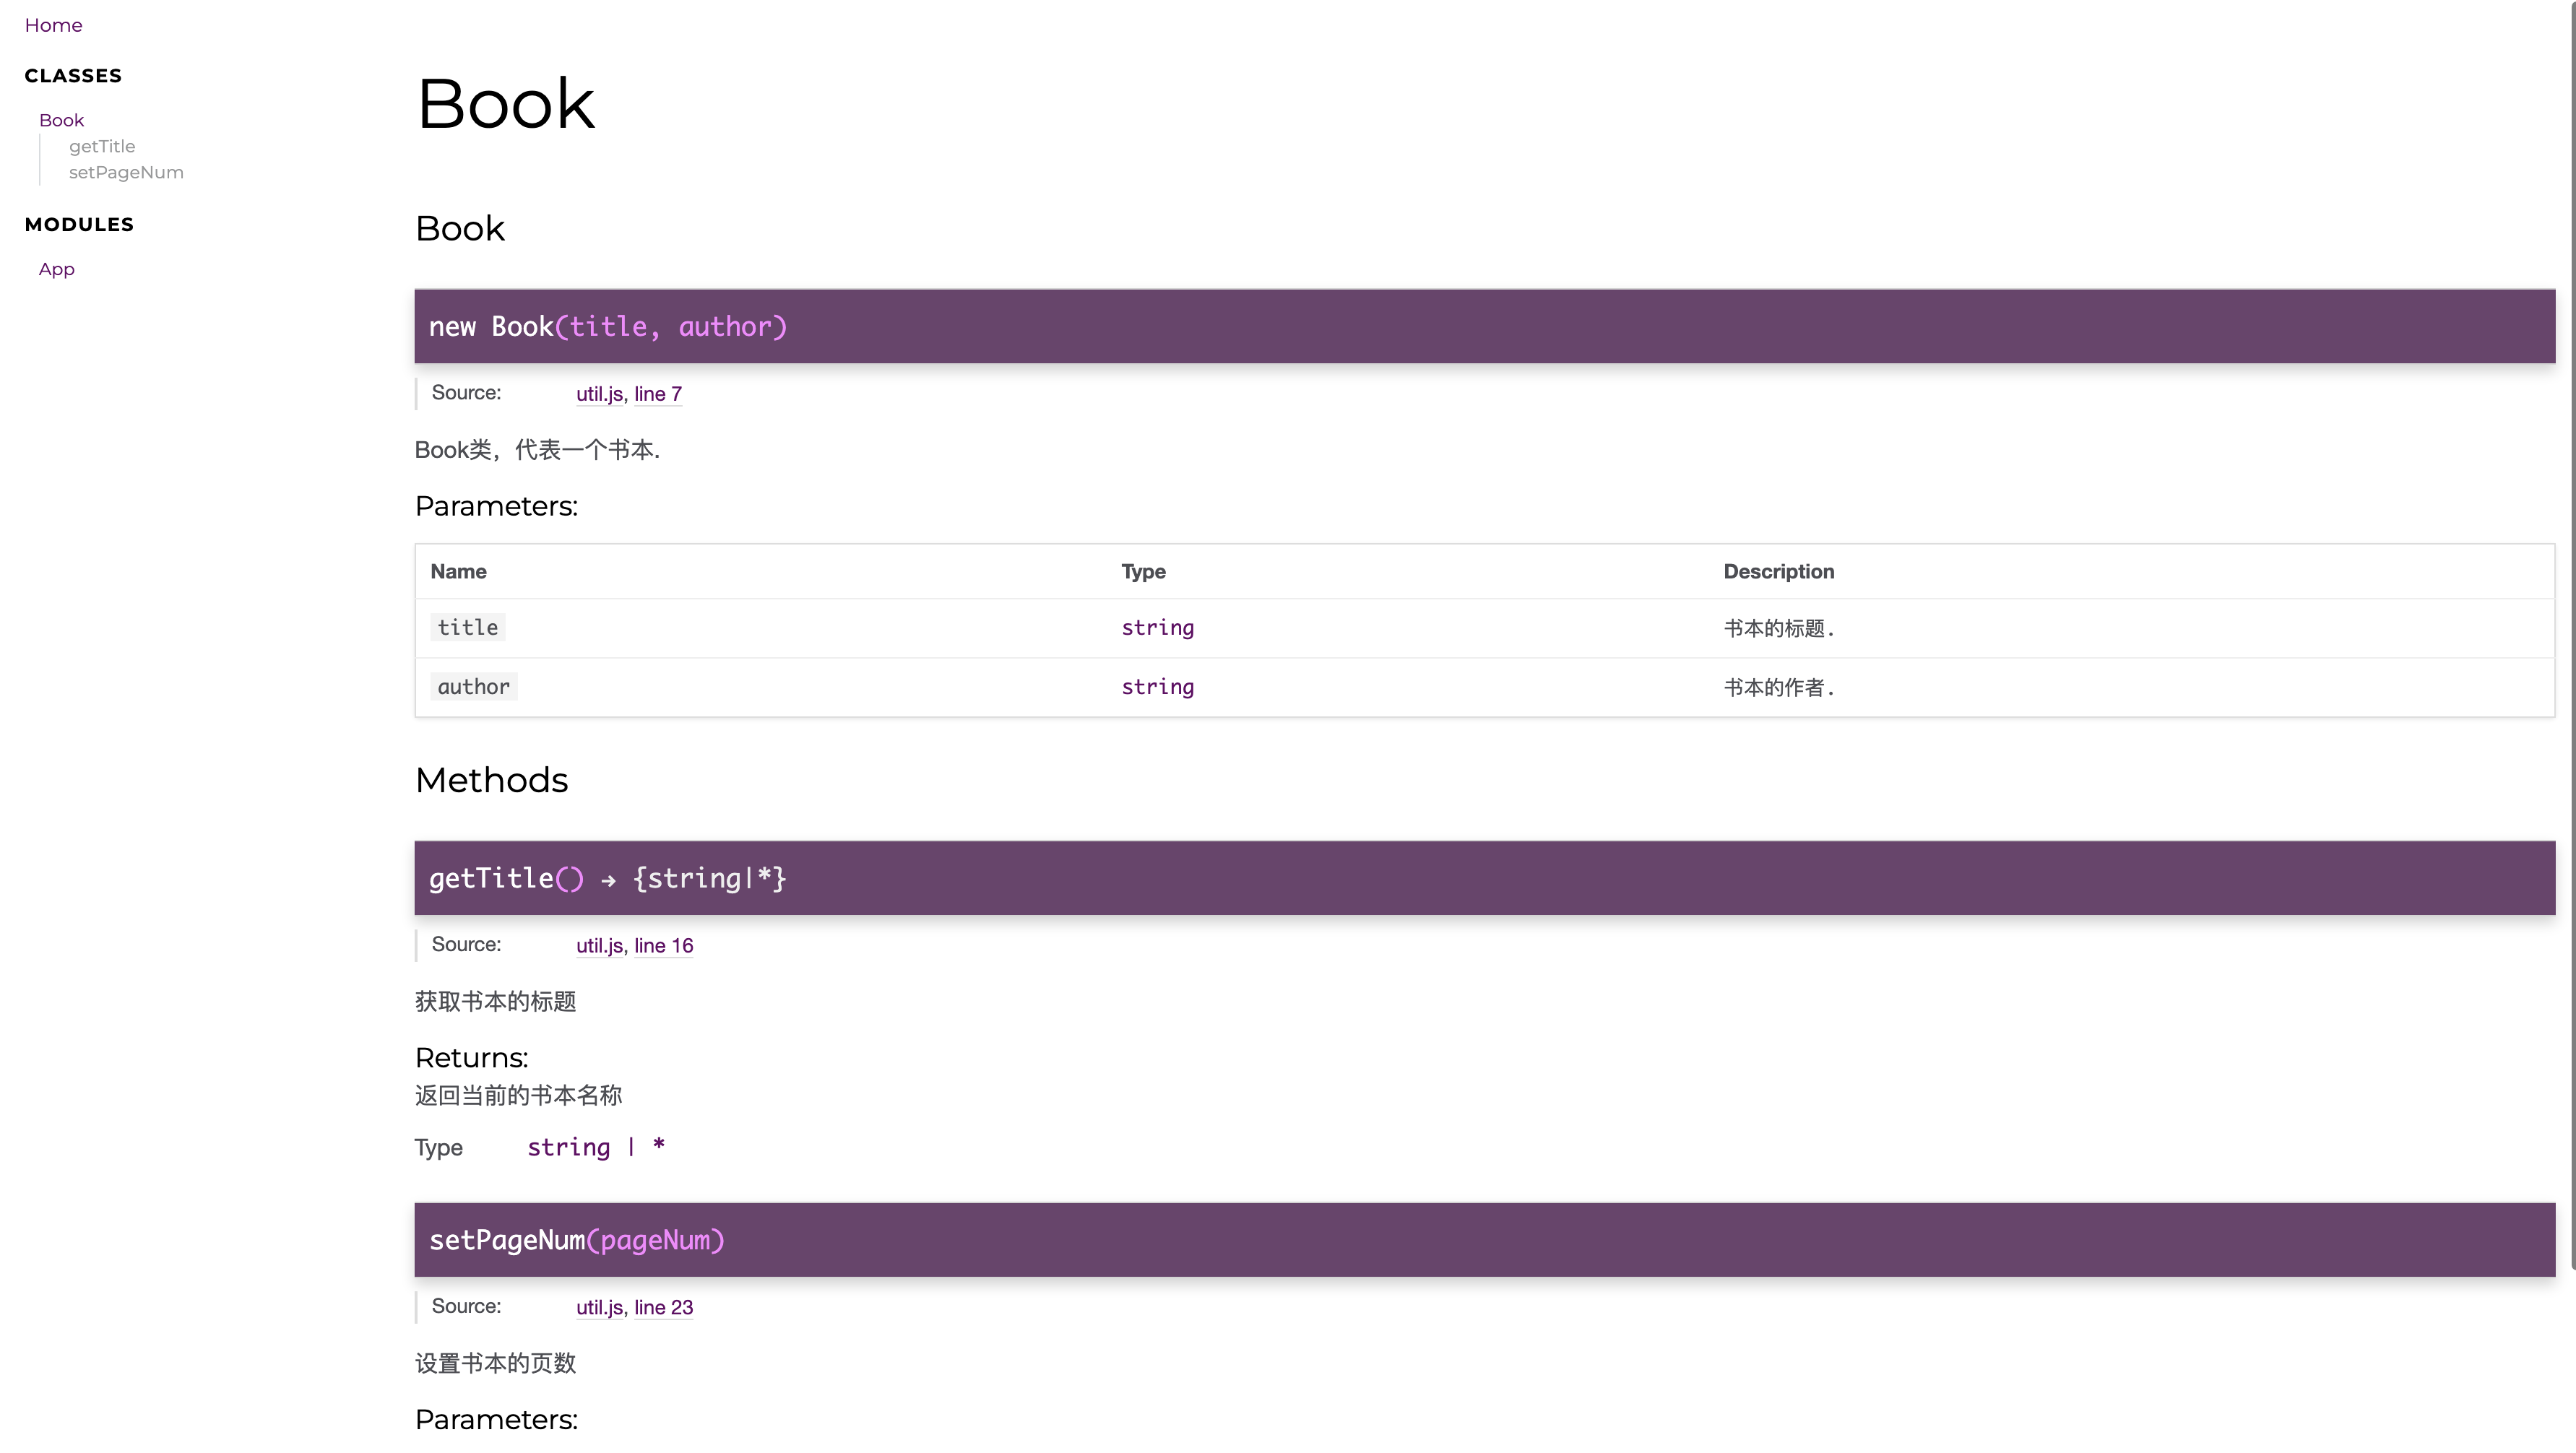 Home
CLASSES
Book
getTitle
setPageNum
MODULES
App
Book
Book
new Book(title, author)
Source: util.js, line 7
Book类，代表一个书本.
Parameters:
Name Type Description
title string 书本的标题.
author string 书本的作者.
Methods
getTitle() → {string|*}
Source: util.js, line 16
获取书本的标题
Returns:
返回当前的书本名称
Type string | *
setPageNum(pageNum)
Source: util.js, line 23
设置书本的页数
Parameters: